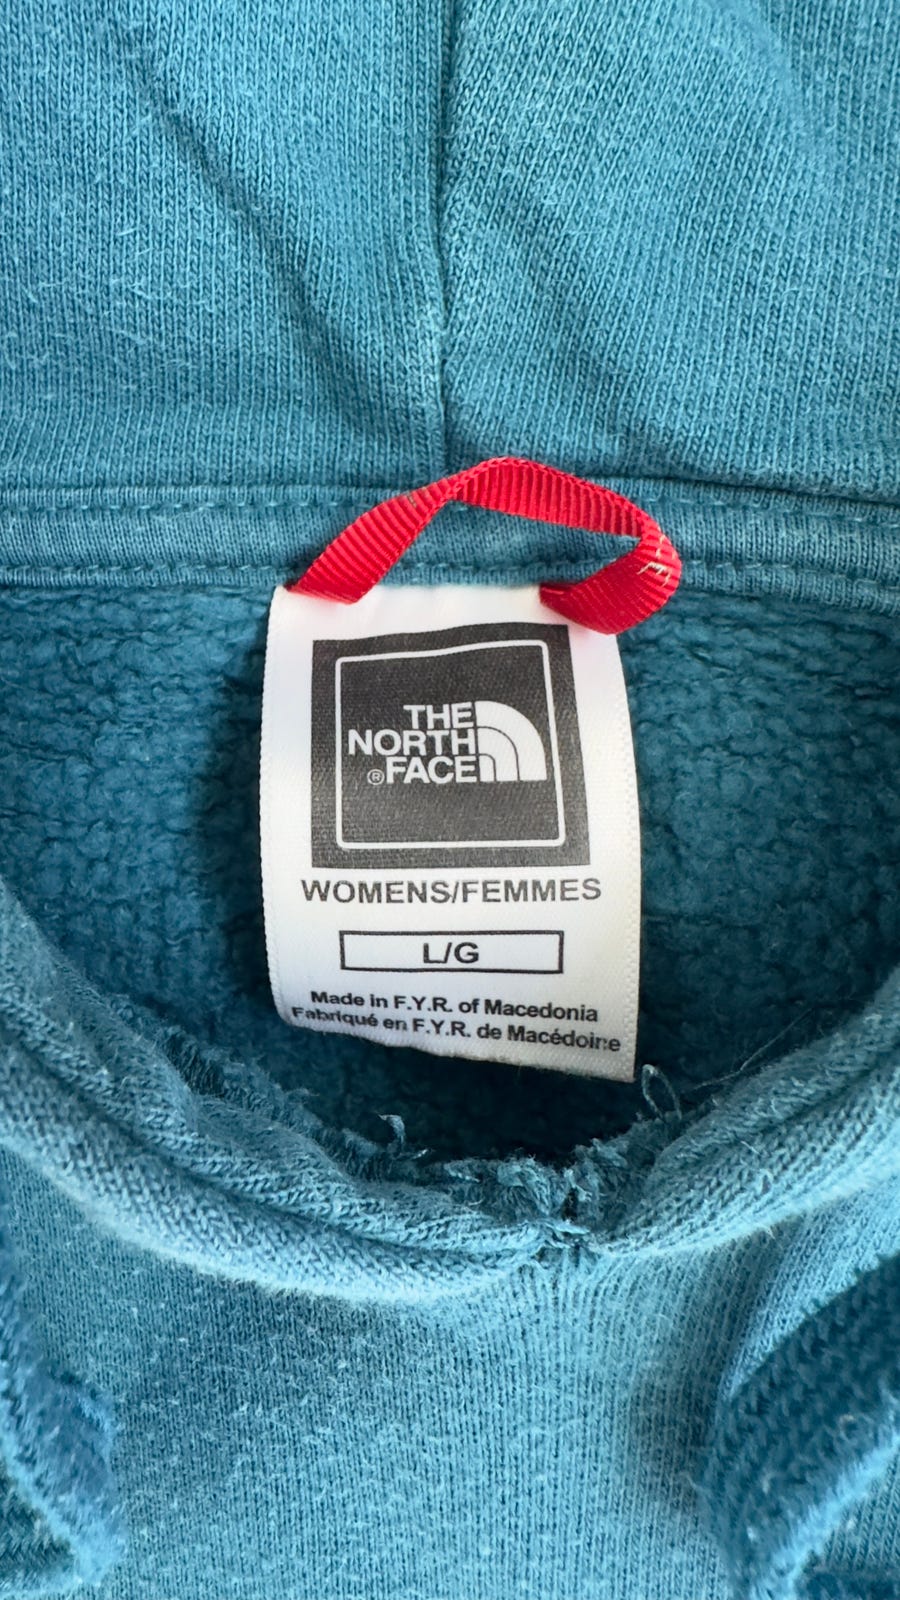 THE
NORTH
®FACE
WOMENS/FEMMES
L/G
Made in F.Y.R. of Macedonia
Fabriqué en F.Y.R. de Macédoine